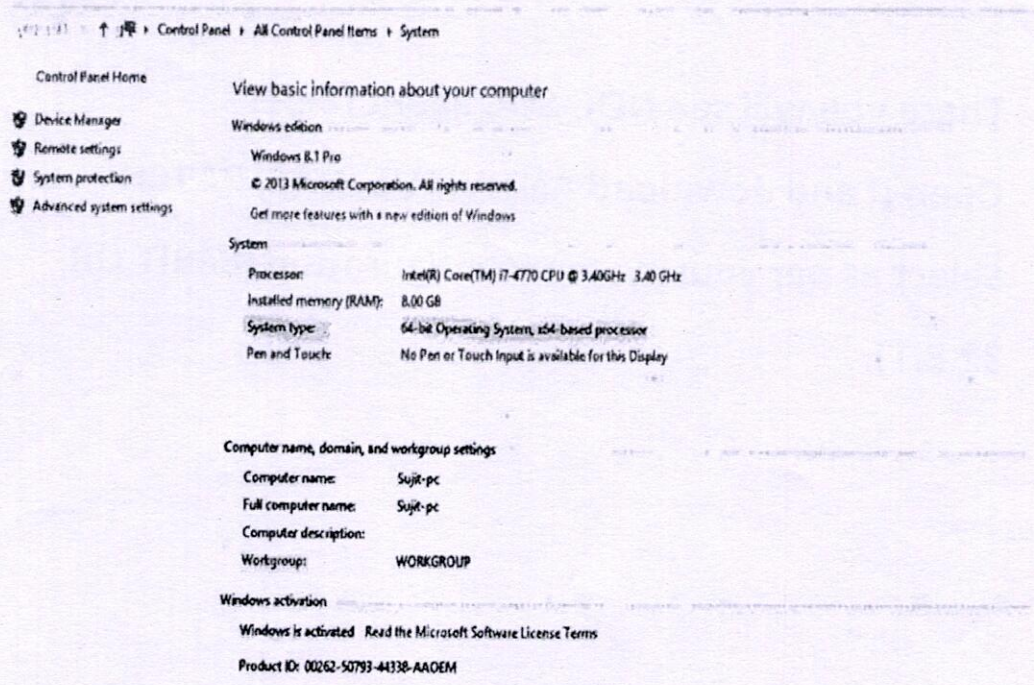 Control Panel › All Control Panel Items › System
Control Panel Home
Device Manager
Remote settings
System protection
Advanced system settings
View basic information about your computer
Windows edition
Windows 8.1 Pro
© 2013 Microsoft Corporation. All rights reserved.
Get more features with a new edition of Windows
System
Processor: Intel(R) Core(TM) i7-4770 CPU @ 3.40GHz 3.40 GHz
Installed memory (RAM): 8.00 GB
System type: 64-bit Operating System, x64-based processor
Pen and Touch: No Pen or Touch Input is available for this Display
Computer name, domain, and workgroup settings
Computer name: Sujit-pc
Full computer name: Sujit-pc
Computer description:
Workgroup: WORKGROUP
Windows activation
Windows is activated Read the Microsoft Software License Terms
Product ID: 00262-50793-44338-AAOEM